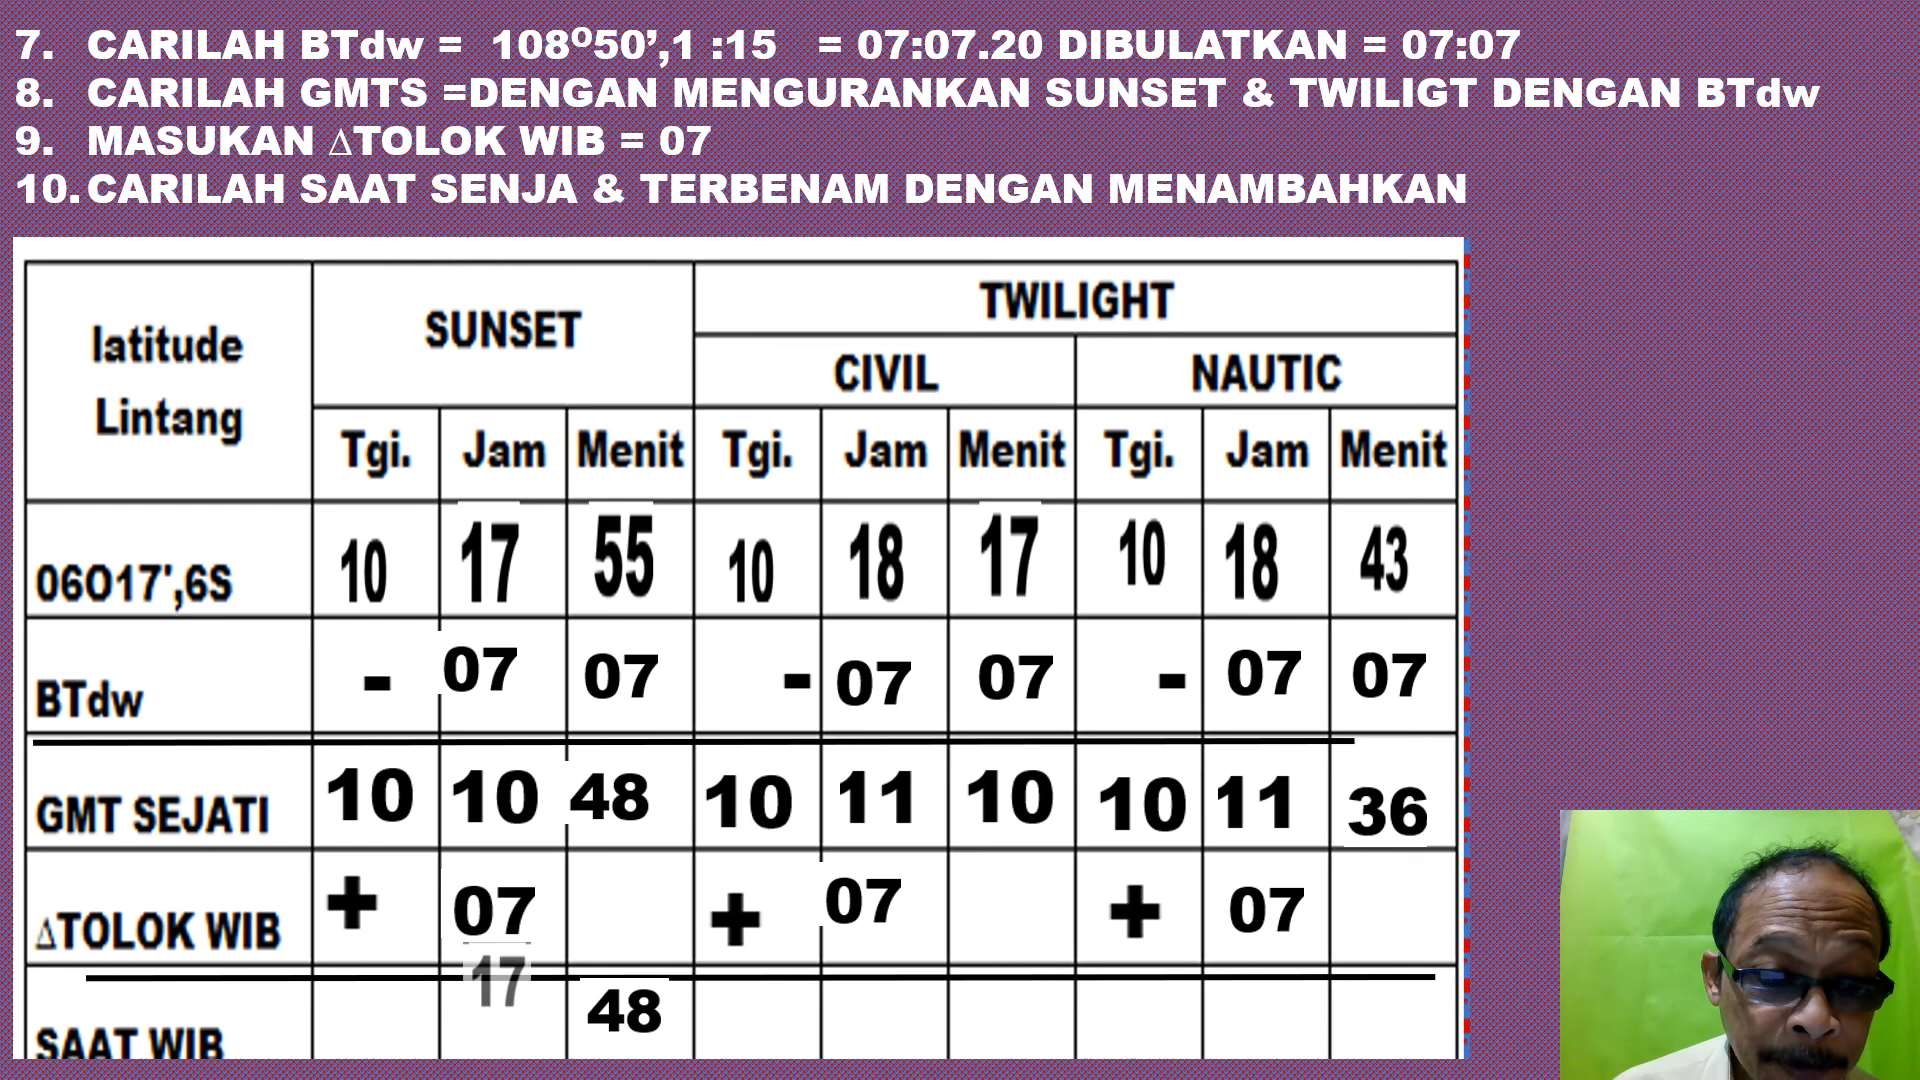 7. CARILAH BTdw = 108⁰50’,1 :15 = 07:07.20 DIBULATKAN = 07:07
8. CARILAH GMTS =DENGAN MENGURANKAN SUNSET & TWILIGT DENGAN BTdw
9. MASUKAN ∆TOLOK WIB = 07
10. CARILAH SAAT SENJA & TERBENAM DENGAN MENAMBAHKAN
latitude Lintang SUNSET TWILIGHT
CIVIL NAUTIC
Tgi. Jam Menit Tgi. Jam Menit Tgi. Jam Menit
06O17',6S 10 17 55 10 18 17 10 18 43
BTdw - 07 07 - 07 07 - 07 07
GMT SEJATI 10 10 48 10 11 10 10 11 36
∆TOLOK WIB + 07 + 07 + 07
SAAT WIB 17 48